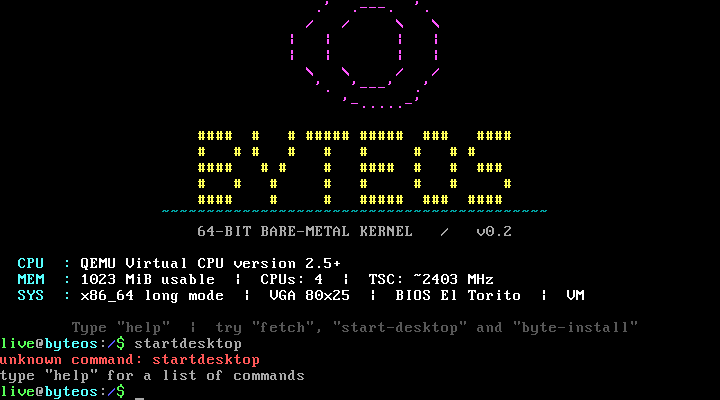 BYTEOS
64-BIT BARE-METAL KERNEL / v0.2
CPU : QEMU Virtual CPU version 2.5+
MEM : 1023 MiB usable ¦ CPUs: 4 ¦ TSC: ~2403 MHz
SYS : x86_64 long mode ¦ VGA 80x25 ¦ BIOS El Torito ¦ VM
Type "help" ¦ try "fetch", "start-desktop" and "byte-install"
live@byteos:/$ startdesktop
unknown command: startdesktop
type "help" for a list of commands
live@byteos:/$ _